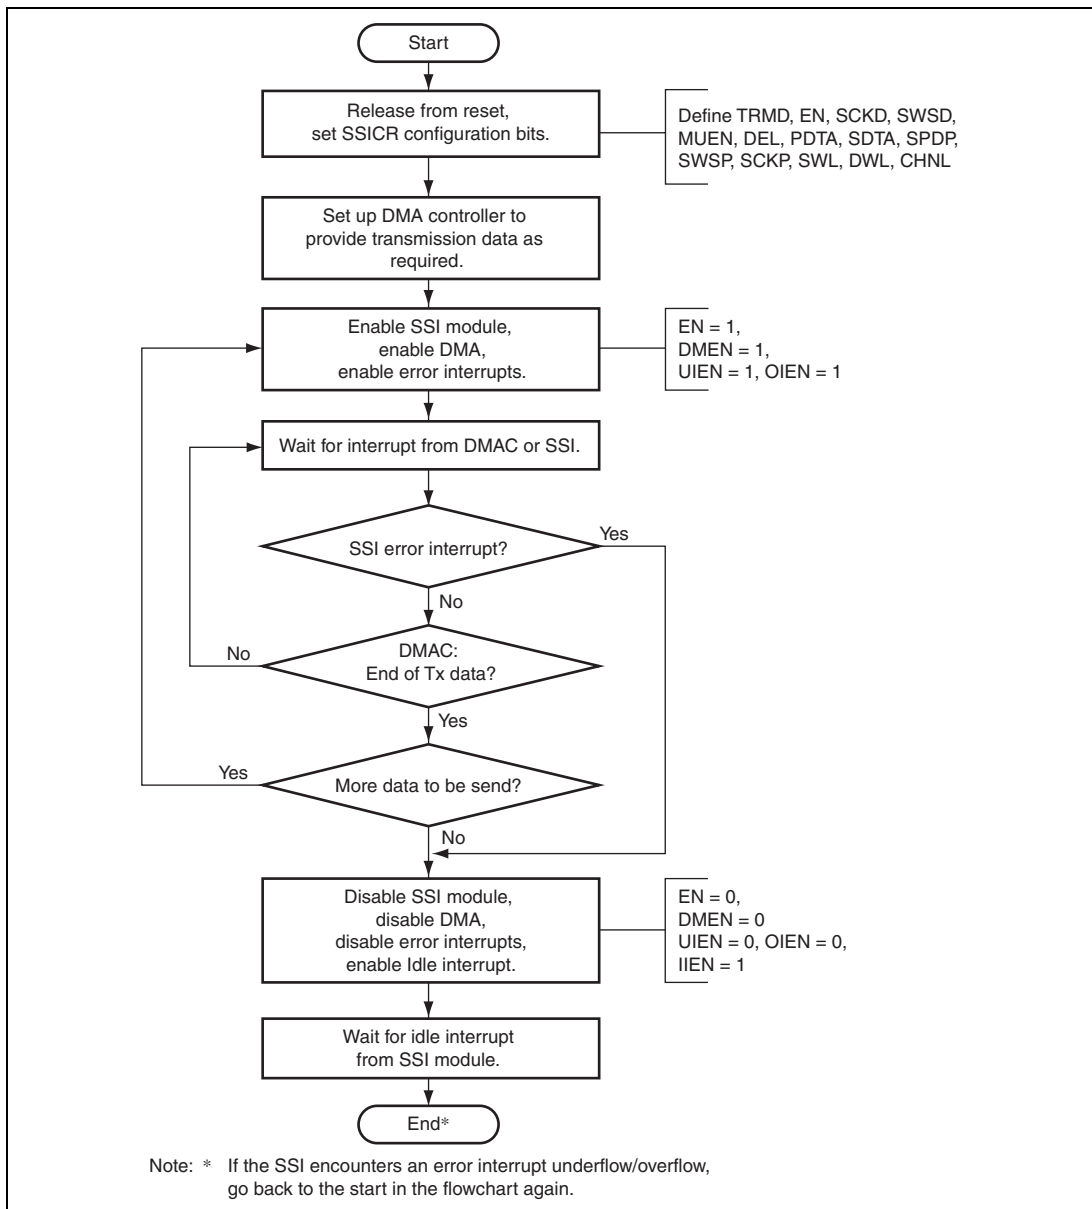 Start
Release from reset,
set SSICR configuration bits.
Define TRMD, EN, SCKD, SWSD,
MUEN, DEL, PDTA, SDTA, SPDP,
SWSP, SCKP, SWL, DWL, CHNL
Set up DMA controller to
provide transmission data as
required.
Enable SSI module,
enable DMA,
enable error interrupts.
EN = 1,
DMEN = 1,
UIEN = 1, OIEN = 1
Wait for interrupt from DMAC or SSI.
SSI error interrupt?
Yes
No
DMAC:
End of Tx data?
No
Yes
More data to be send?
Yes
No
Disable SSI module,
disable DMA,
disable error interrupts,
enable Idle interrupt.
EN = 0,
DMEN = 0
UIEN = 0, OIEN = 0,
IIEN = 1
Wait for idle interrupt
from SSI module.
End*
Note: * If the SSI encounters an error interrupt underflow/overflow,
go back to the start in the flowchart again.